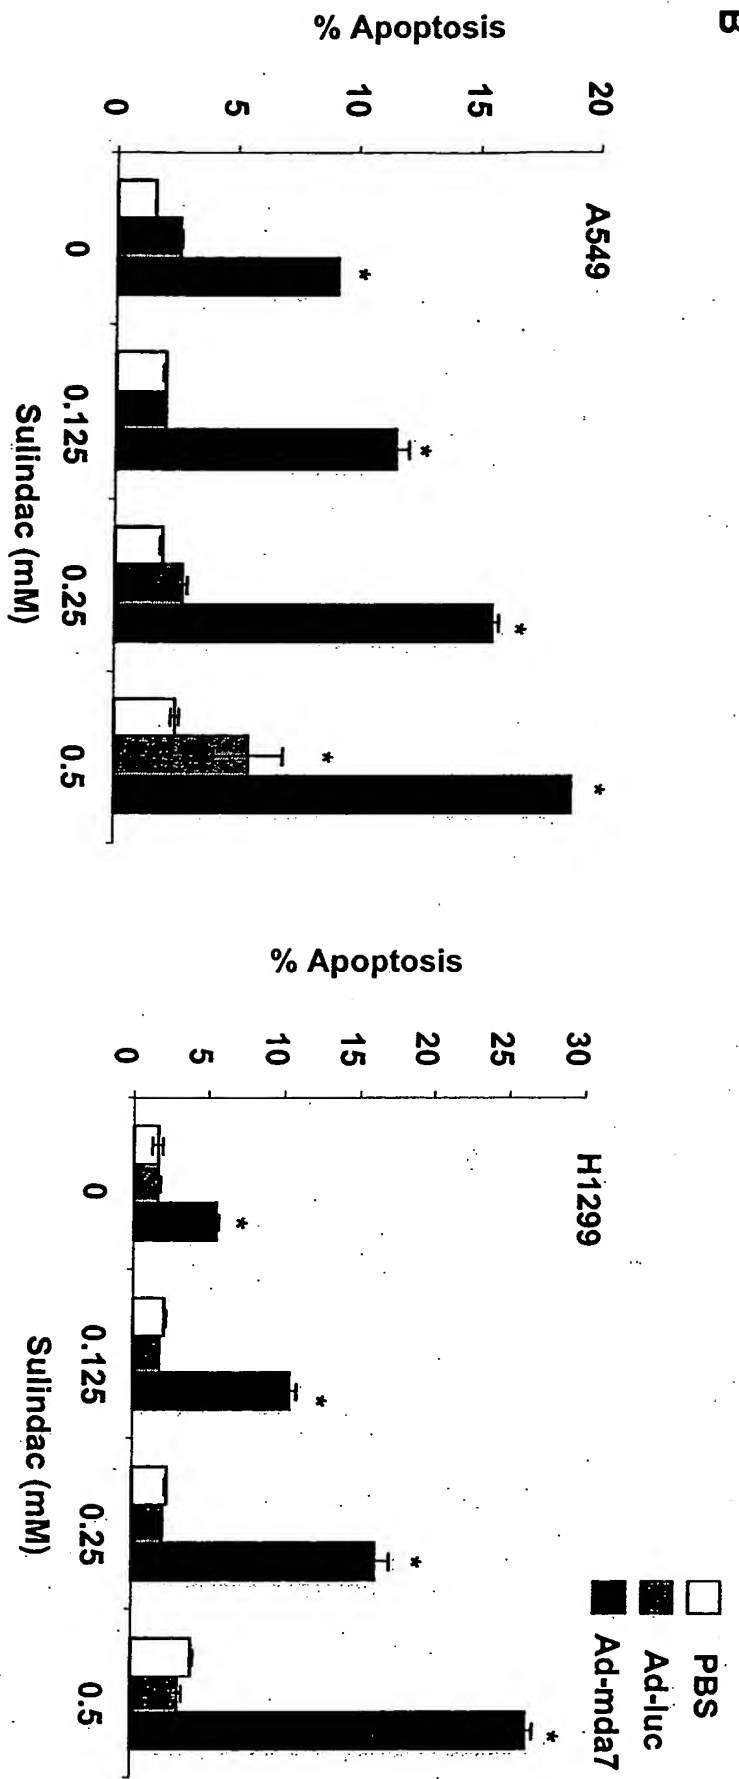 B
A549
% Apoptosis
20
15
10
5
0
*
*
*
*
*
0
0.125
0.25
0.5
Sulindac (mM)
H1299
PBS
Ad-luc
Ad-mda7
% Apoptosis
30
25
20
15
10
5
0
*
*
*
*
0
0.125
0.25
0.5
Sulindac (mM)